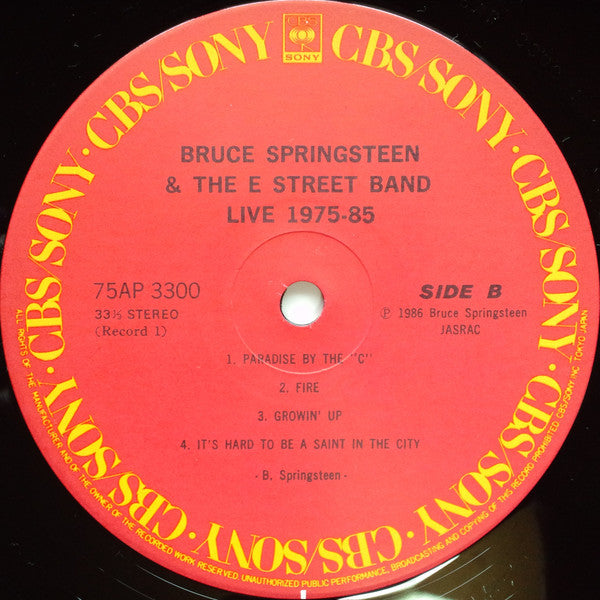 CBS
SONY
CBS/SONY · CBS/SONY · CBS/SONY · CBS/SONY · CBS/SONY · CBS/SONY · CBS/SONY · CBS/SONY
BRUCE SPRINGSTEEN
& THE E STREET BAND
LIVE 1975-85
75AP 3300
33⅓ STEREO
(Record 1)
SIDE B
Ⓟ 1986 Bruce Springsteen
JASRAC
1. PARADISE BY THE "C"
2. FIRE
3. GROWIN' UP
4. IT'S HARD TO BE A SAINT IN THE CITY
· B. Springsteen ·
ALL RIGHTS OF THE MANUFACTURER AND OF THE OWNER OF THE RECORDED WORK RESERVED. UNAUTHORIZED PUBLIC PERFORMANCE, BROADCASTING AND COPYING OF THIS RECORD PROHIBITED CBS/SONY INC. TOKYO JAPAN